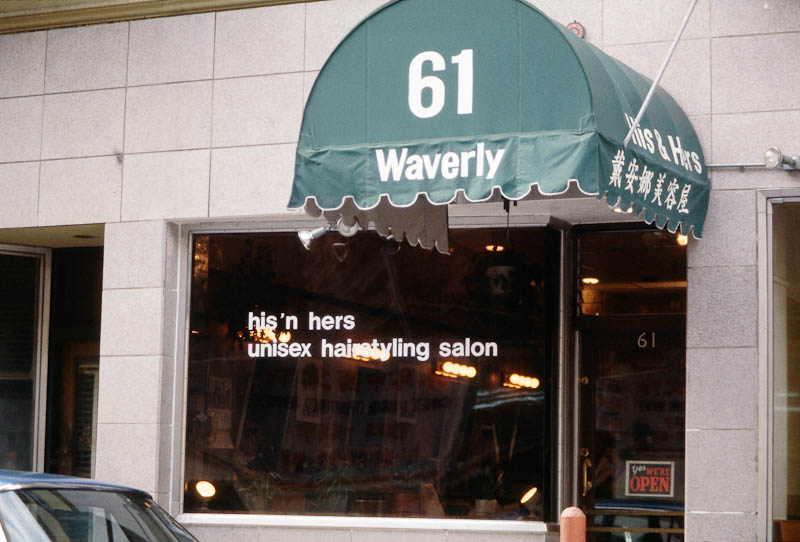 61
Waverly
His & Hers
戴安娜美容屋
his'n hers
unisex hairstyling salon
61
yes WE'RE
OPEN